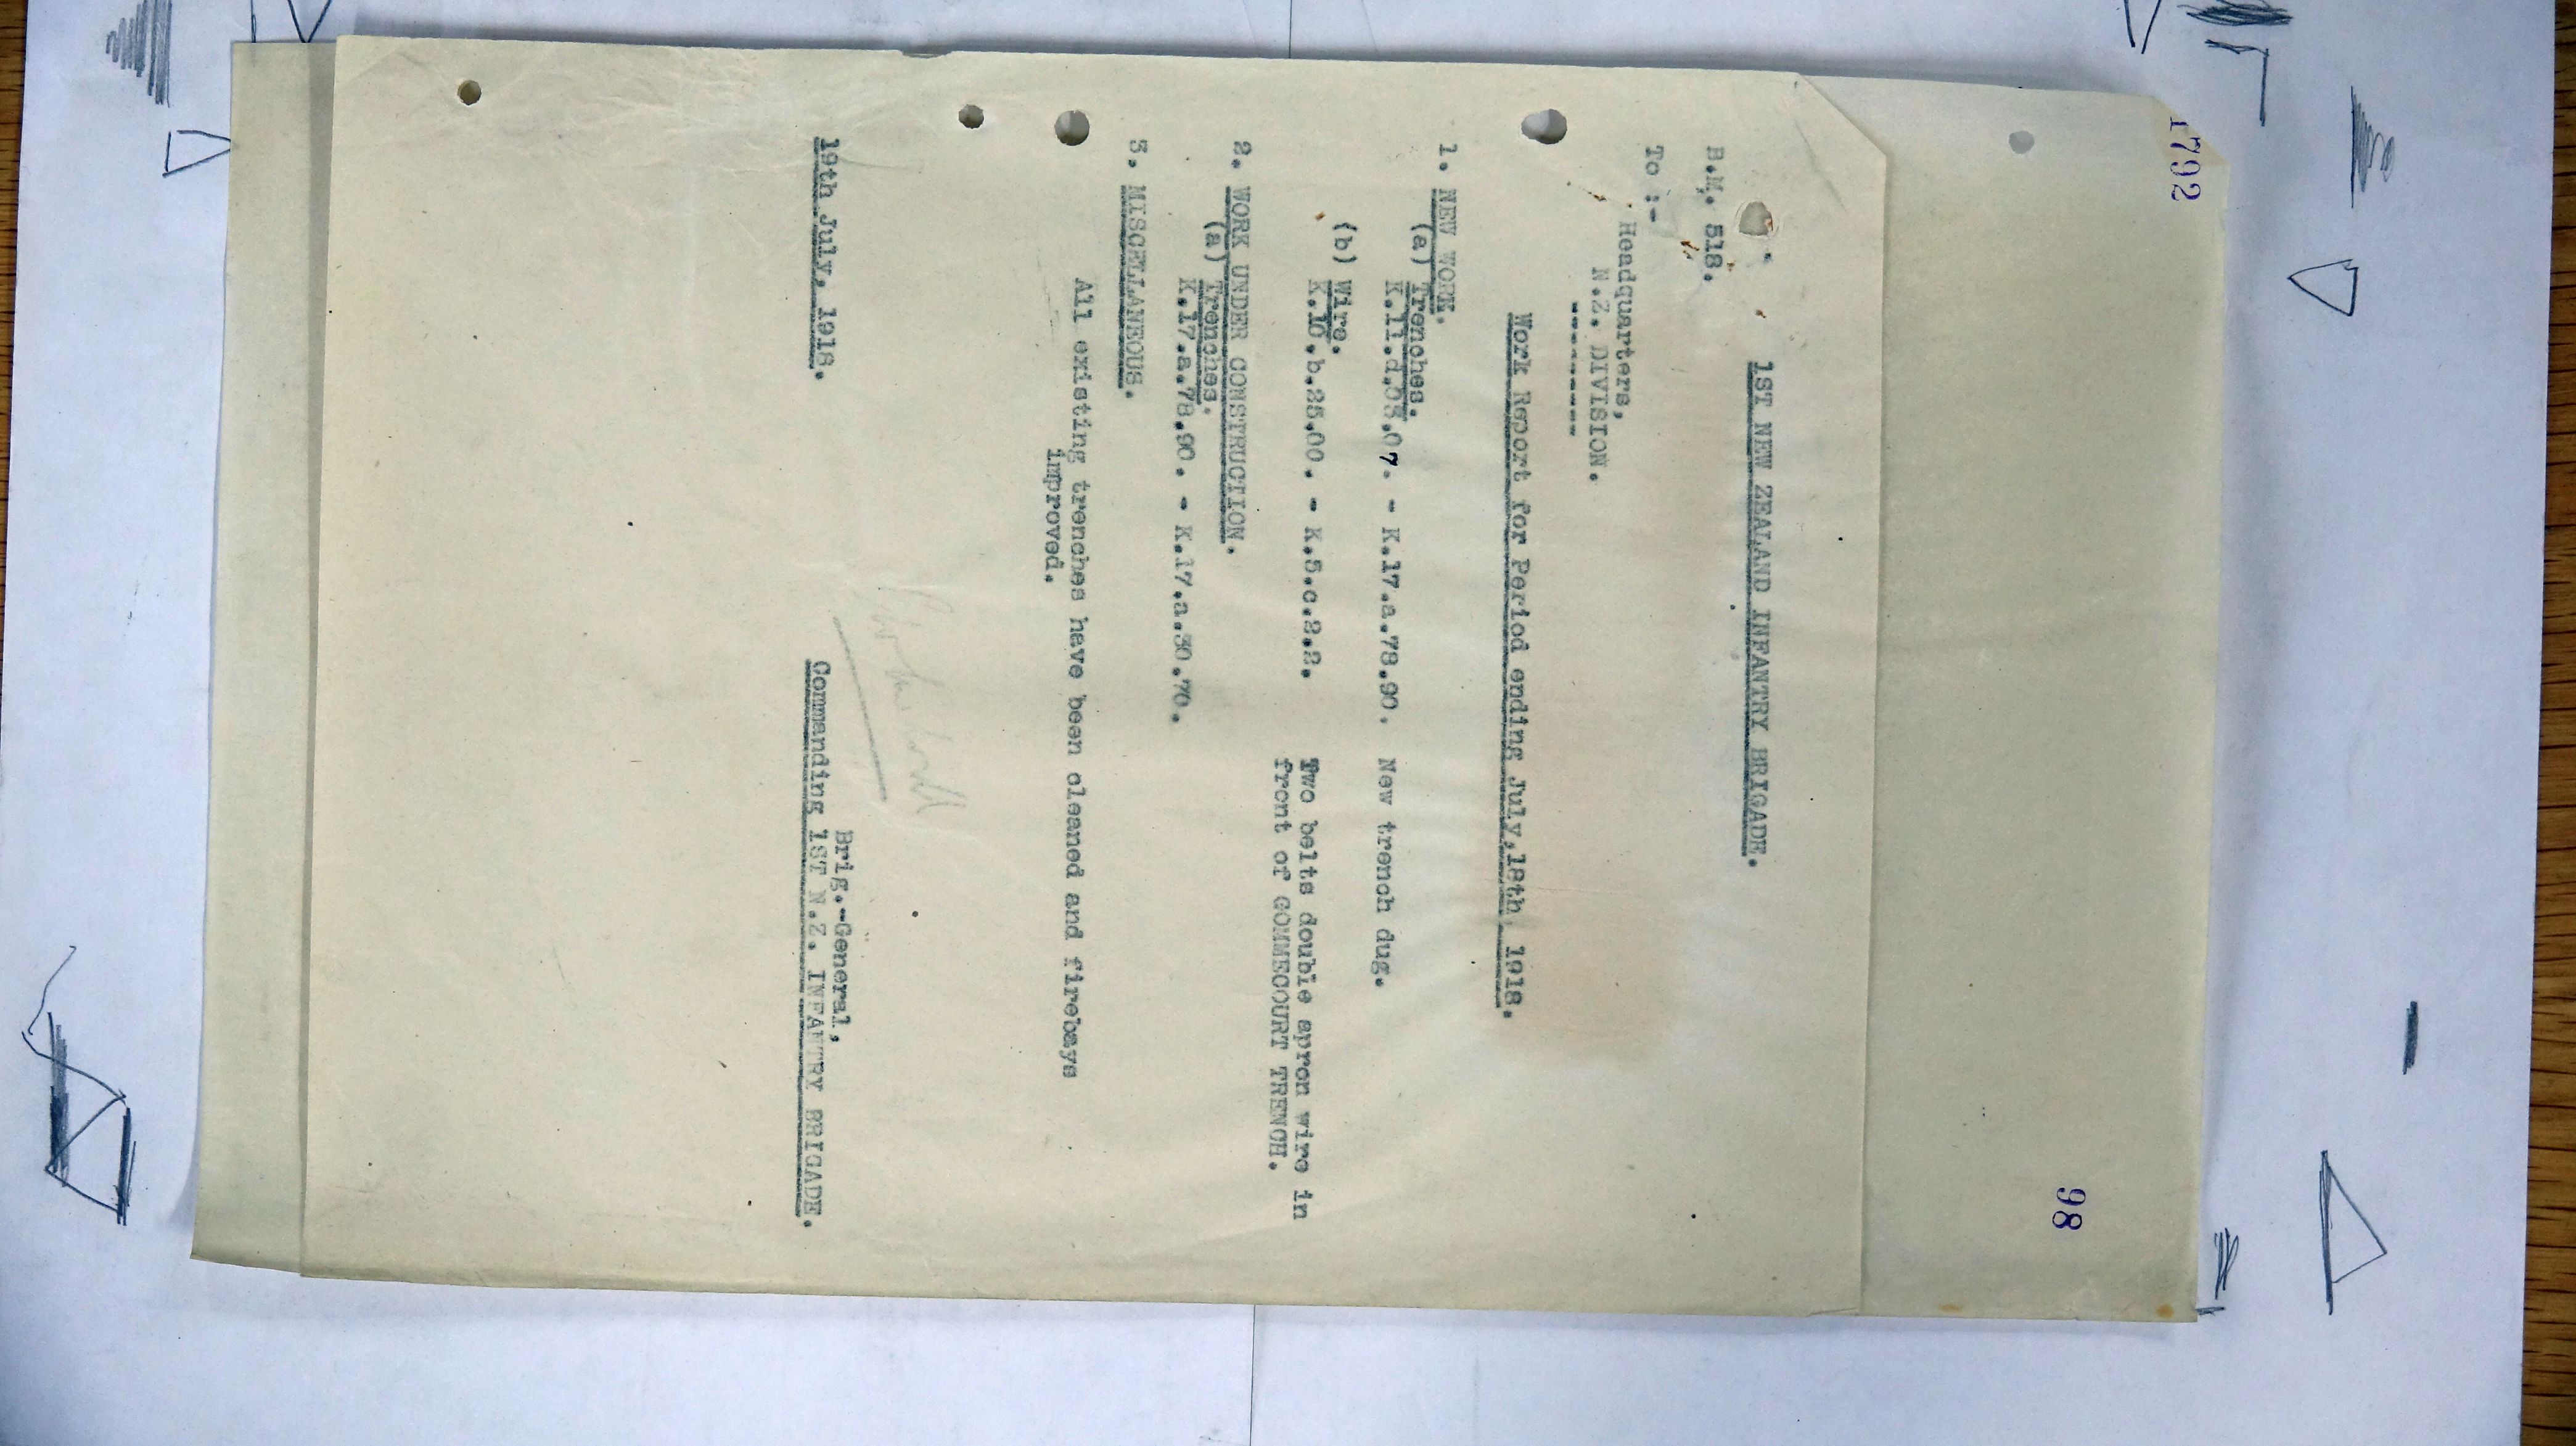 1792
98
1ST NEW ZEALAND INFANTRY BRIGADE.
B.M. 518.
To :-
Headquarters,
N.Z. DIVISION.
---------
Work Report for Period ending July,18th 1918.
1. NEW WORK.
(a) Trenches.
K.11.d.05.07. - K.17.a.78.90. New trench dug.
(b) Wire.
K.10.b.25.00. - K.5.c.2.2. Two belts double apron wire in
front of GOMMECOURT TRENCH.
2. WORK UNDER CONSTRUCTION.
(a) Trenches.
K.17.a.78.90. - K.17.a.30.70.
3. MISCELLANEOUS.
All existing trenches have been cleaned and firebays
improved.
Brig.-General,
19th July, 1918. Commanding 1ST N.Z. INFANTRY BRIGADE.